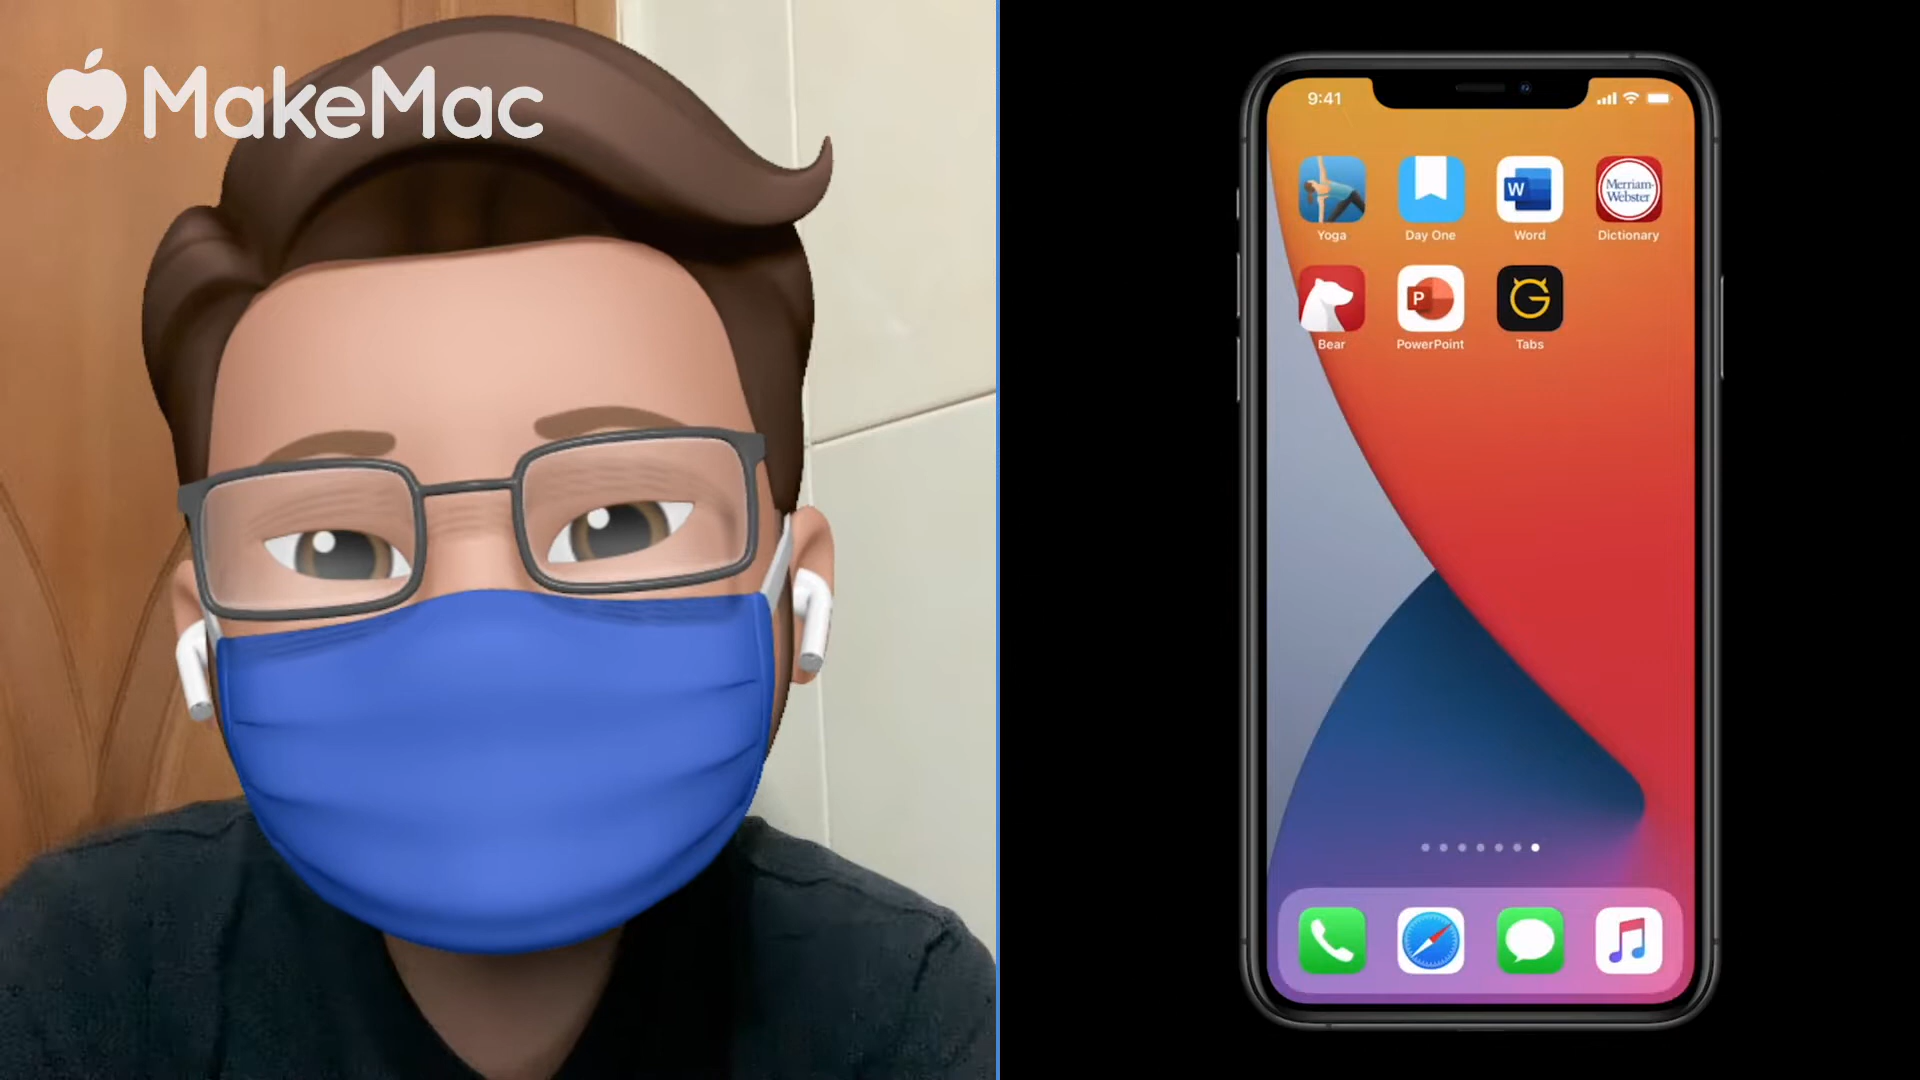 MakeMac
9:41
Yoga
Day One
W
Word
Merriam-
Webster
Dictionary
Bear
P
PowerPoint
G
Tabs